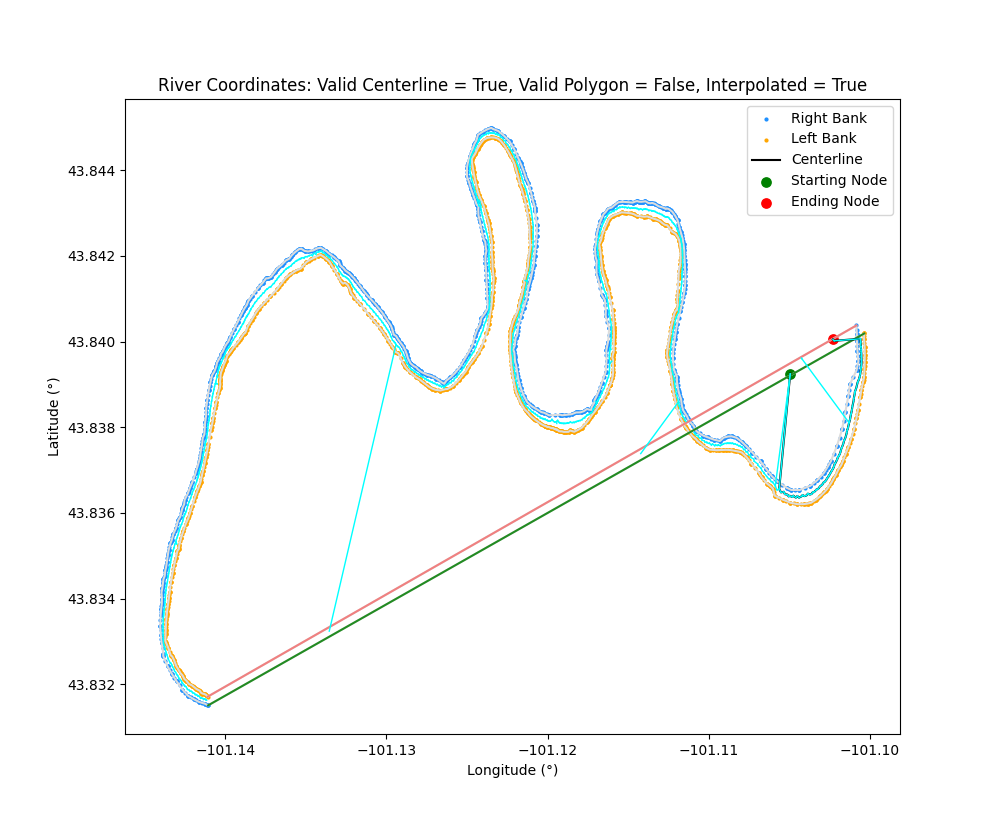 River Coordinates: Valid Centerline = True, Valid Polygon = False, Interpolated = True
Right Bank
Left Bank
Centerline
Starting Node
Ending Node
43.844
43.842
43.840
43.838
43.836
43.834
43.832
Latitude (°)
−101.14
−101.13
−101.12
−101.11
−101.10
Longitude (°)